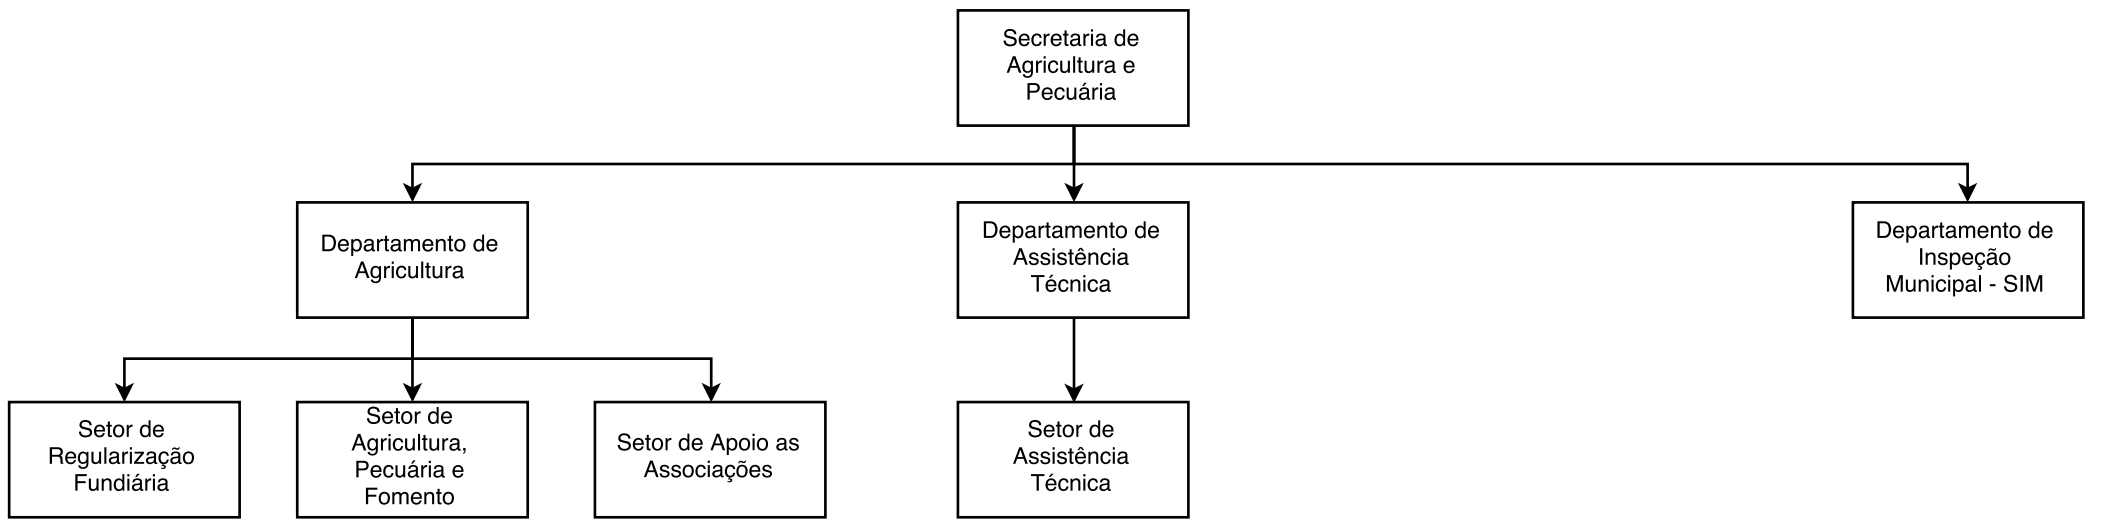 Secretaria de
Agricultura e
Pecuária
Departamento de
Agricultura
Departamento de
Assistência
Técnica
Departamento de
Inspeção
Municipal - SIM
Setor de
Regularização
Fundiária
Setor de
Agricultura,
Pecuária e
Fomento
Setor de Apoio as
Associações
Setor de
Assistência
Técnica